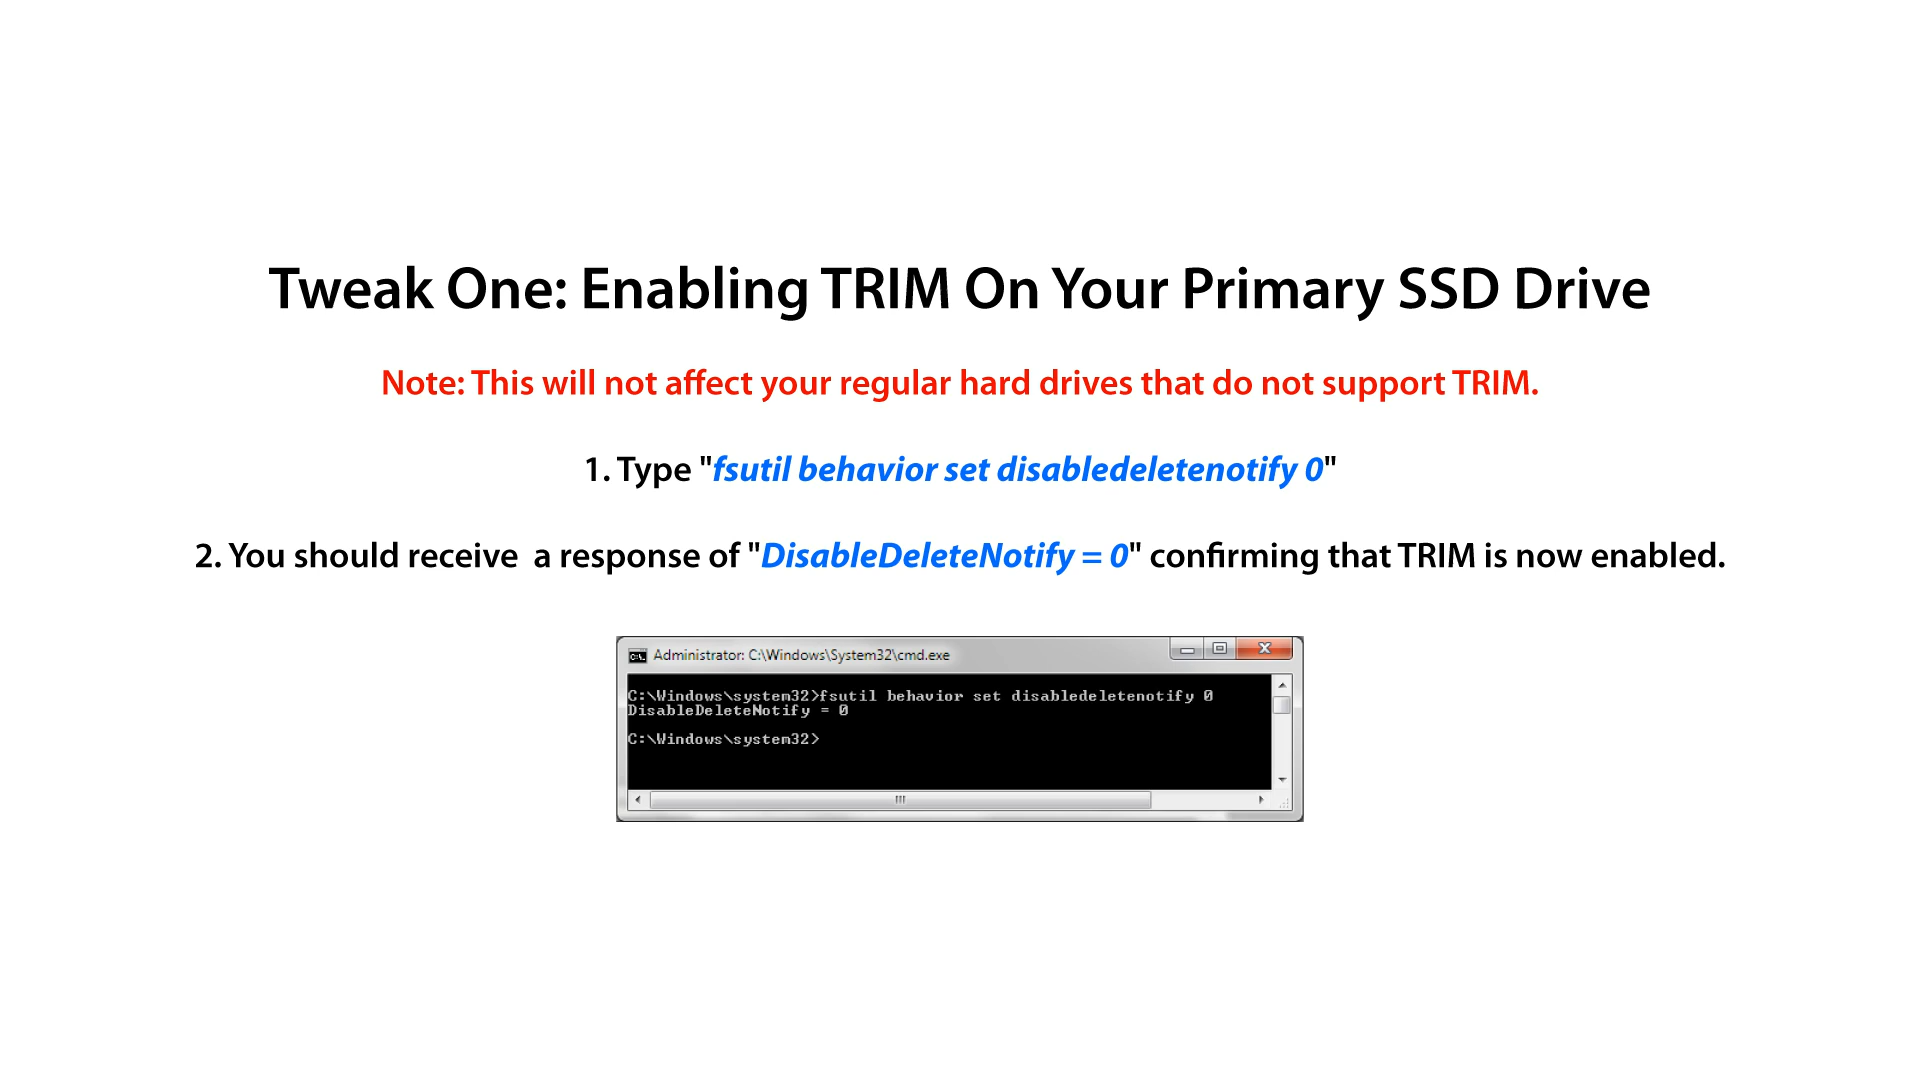 Tweak One: Enabling TRIM On Your Primary SSD Drive
Note: This will not affect your regular hard drives that do not support TRIM.
1. Type "fsutil behavior set disabledeletenotify 0"
2. You should receive  a response of "DisableDeleteNotify = 0" confirming that TRIM is now enabled.
Administrator: C:\Windows\System32\cmd.exe
C:\Windows\system32>fsutil behavior set disabledeletenotify 0
DisableDeleteNotify = 0
C:\Windows\system32>